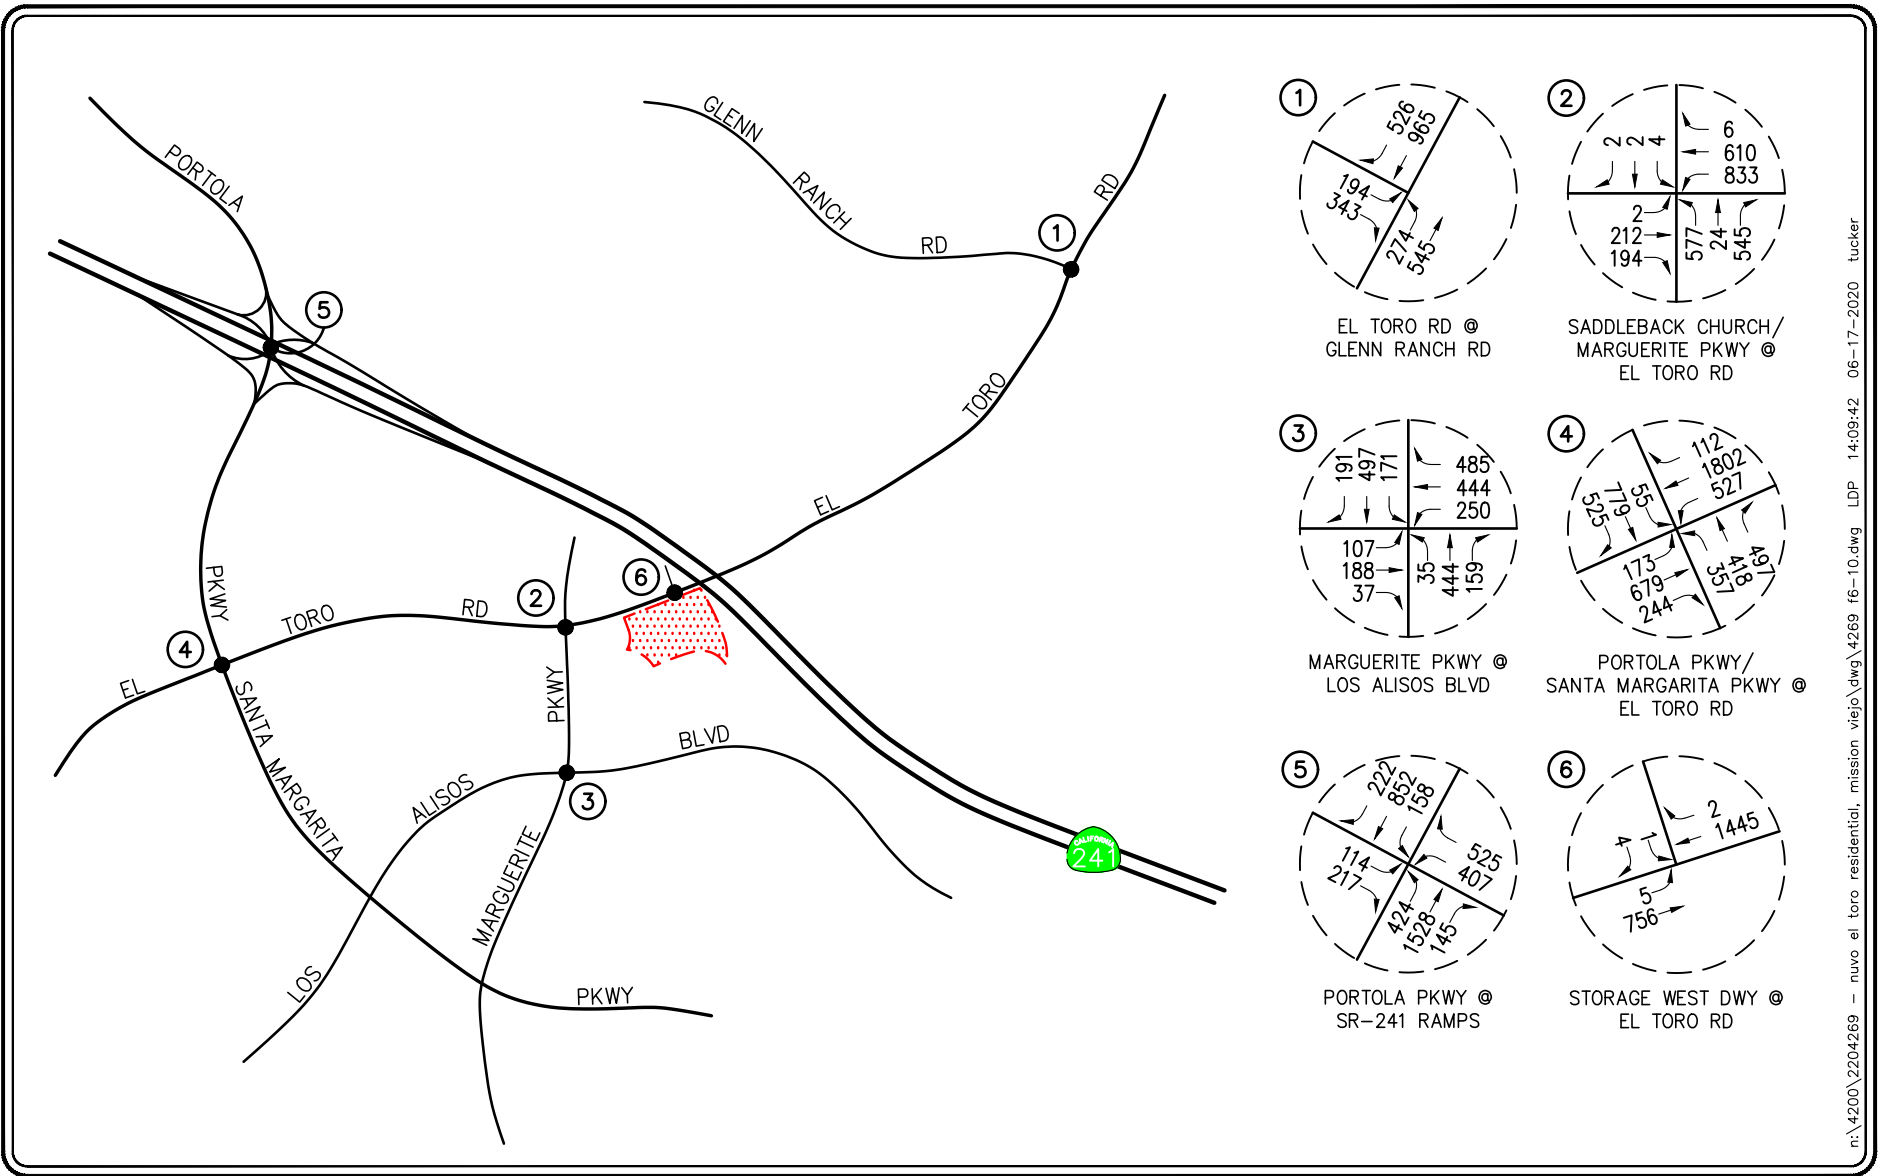 PORTOLA
PKWY
GLENN
RANCH
RD
RD
TORO
EL
1
5
6
2
4
3
EL
TORO
RD
PKWY
SANTA
MARGARITA
PKWY
LOS
ALISOS
BLVD
MARGUERITE
CALIFORNIA
241
1
526
965
194
343
274
545
EL TORO RD @
GLENN RANCH RD
2
2
2
4
6
610
833
2
212
194
577
24
545
SADDLEBACK CHURCH/
MARGUERITE PKWY @
EL TORO RD
3
191
497
171
485
444
250
107
188
37
35
444
159
MARGUERITE PKWY @
LOS ALISOS BLVD
4
525
779
55
112
1802
527
173
679
244
357
418
497
PORTOLA PKWY/
SANTA MARGARITA PKWY @
EL TORO RD
5
222
852
158
525
407
114
217
424
1528
145
PORTOLA PKWY @
SR-241 RAMPS
6
4
1
2
1445
5
756
STORAGE WEST DWY @
EL TORO RD
PKWY
n:\4200\2204269 - nuvo el toro residential, mission viejo\dwg\4269 f6-10.dwg LDP 14:09:42 06-17-2020 tucker